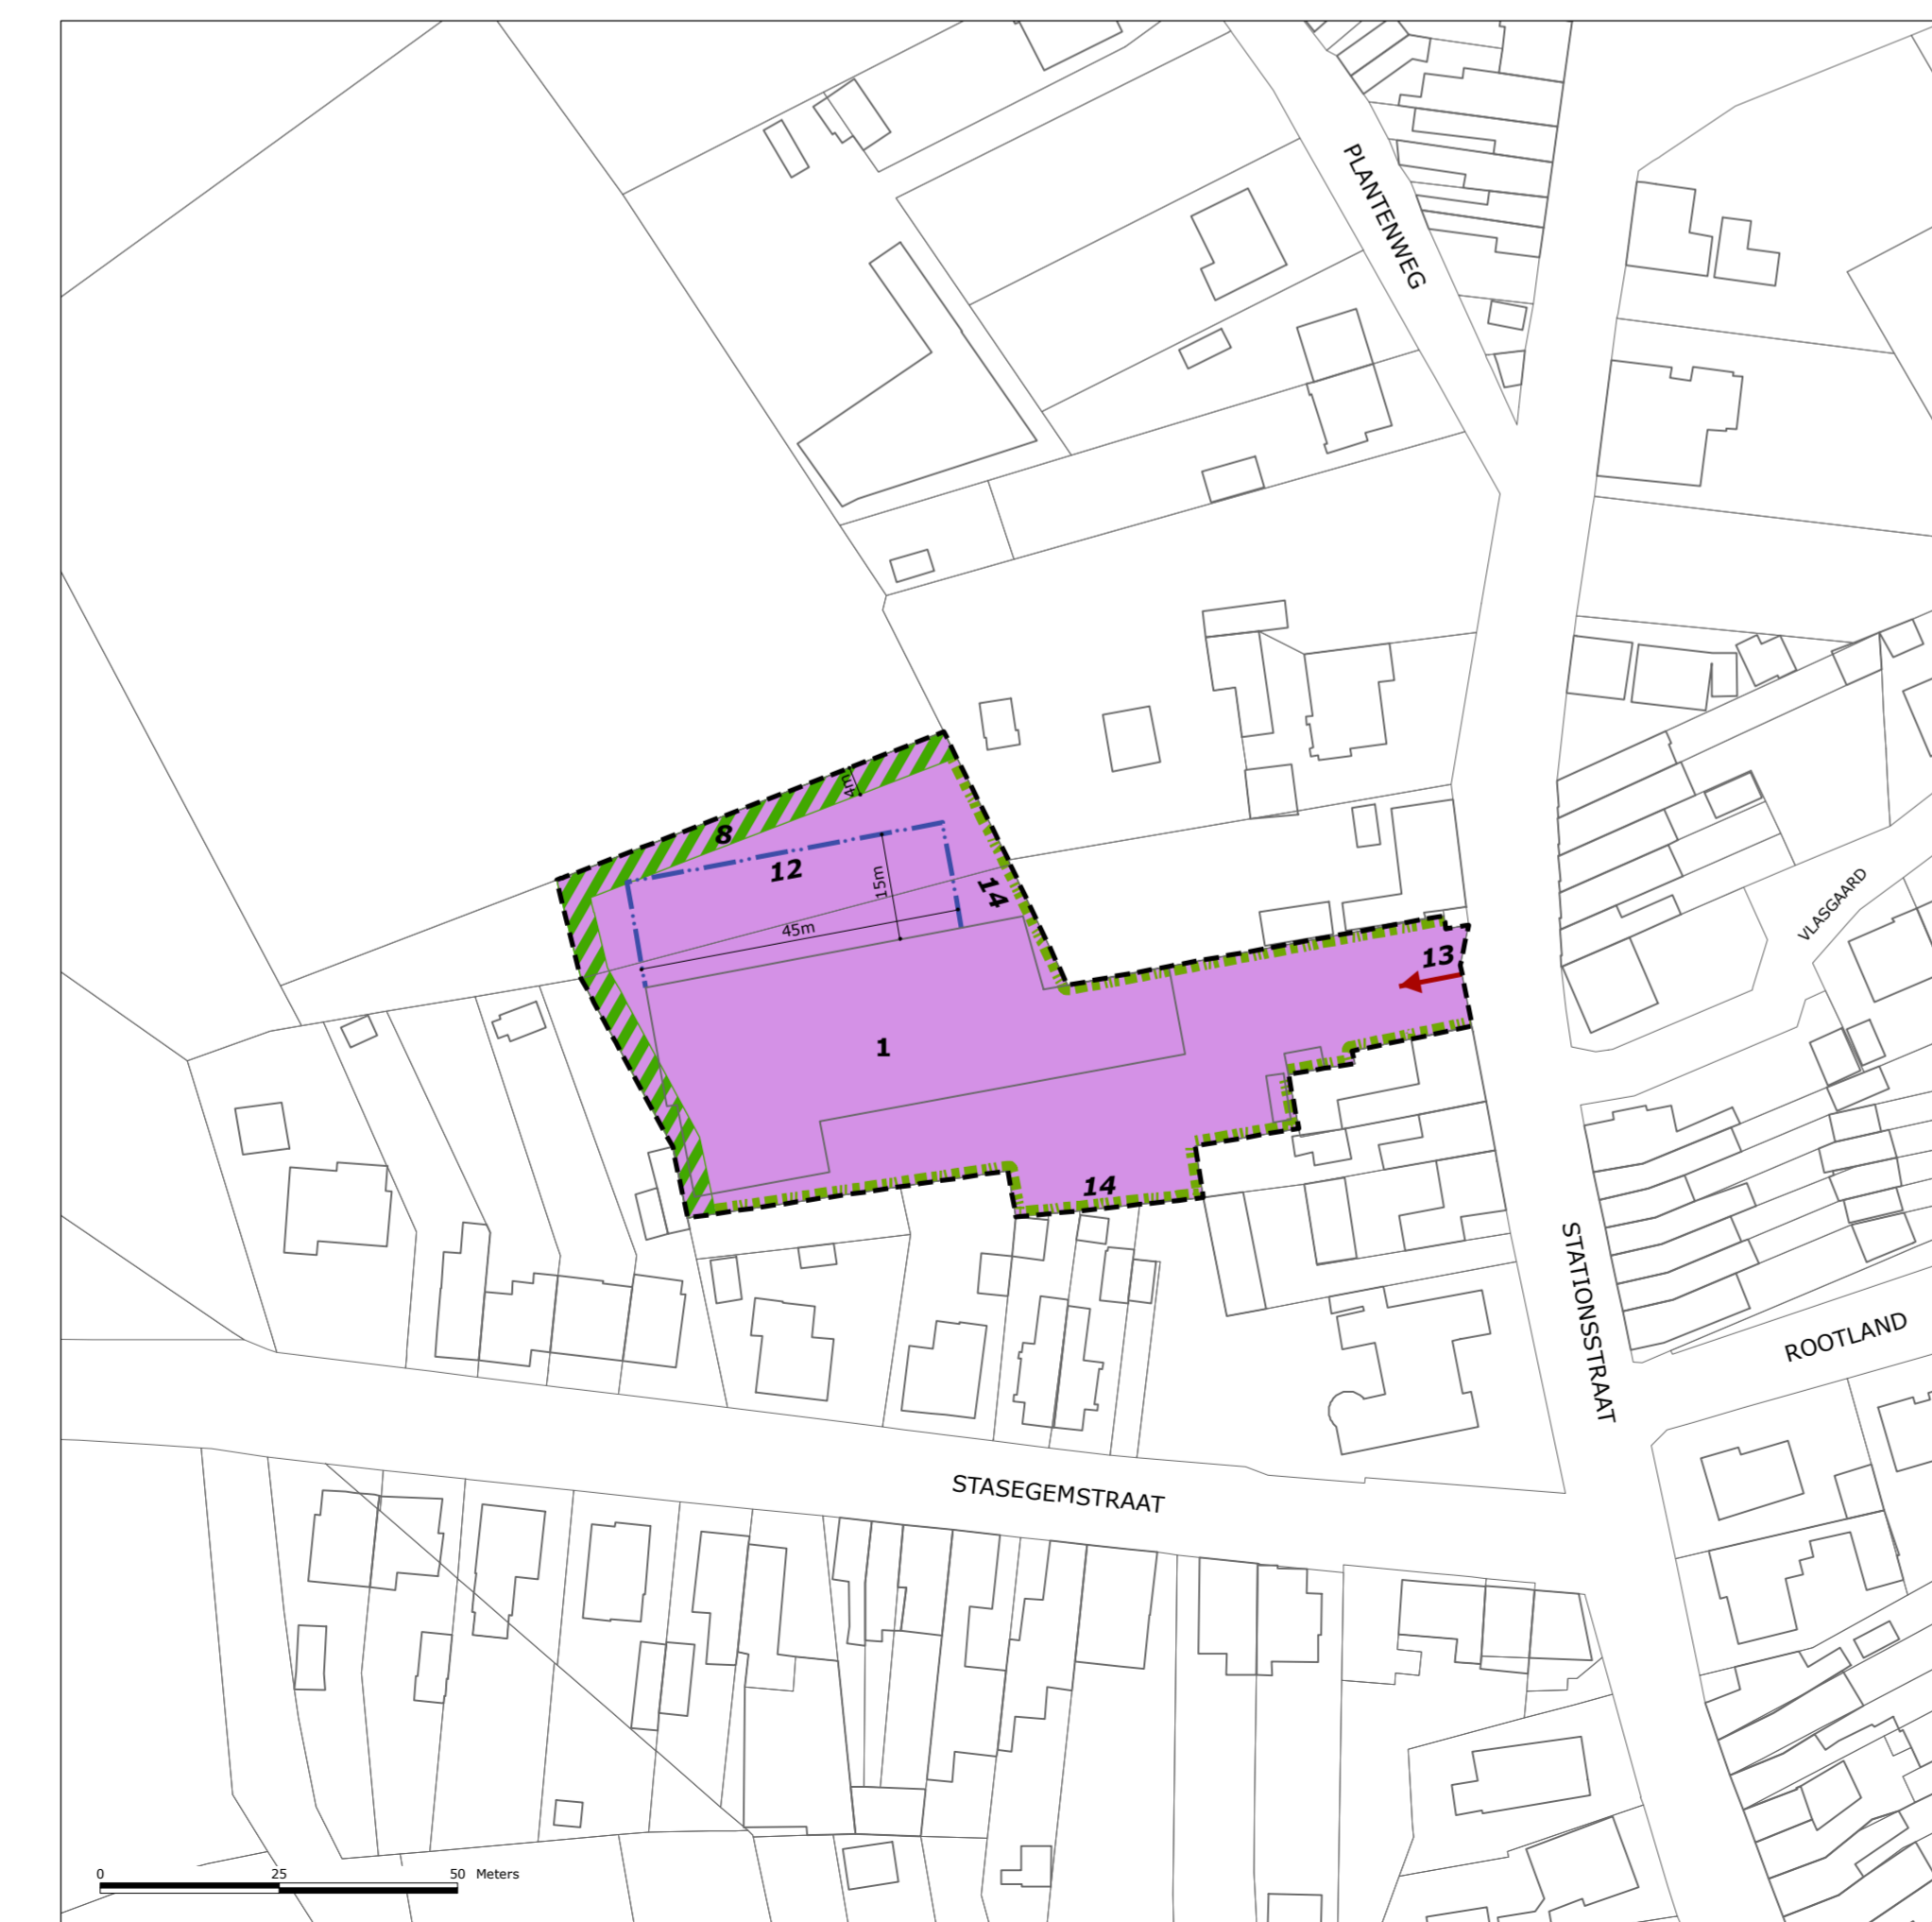 PLANTENWEG
4m
8
12
15m
14
45m
VLASGAARD
13
1
14
STATIONSSTRAAT
ROOTLAND
STASEGEMSTRAAT
0 25 50 Meters